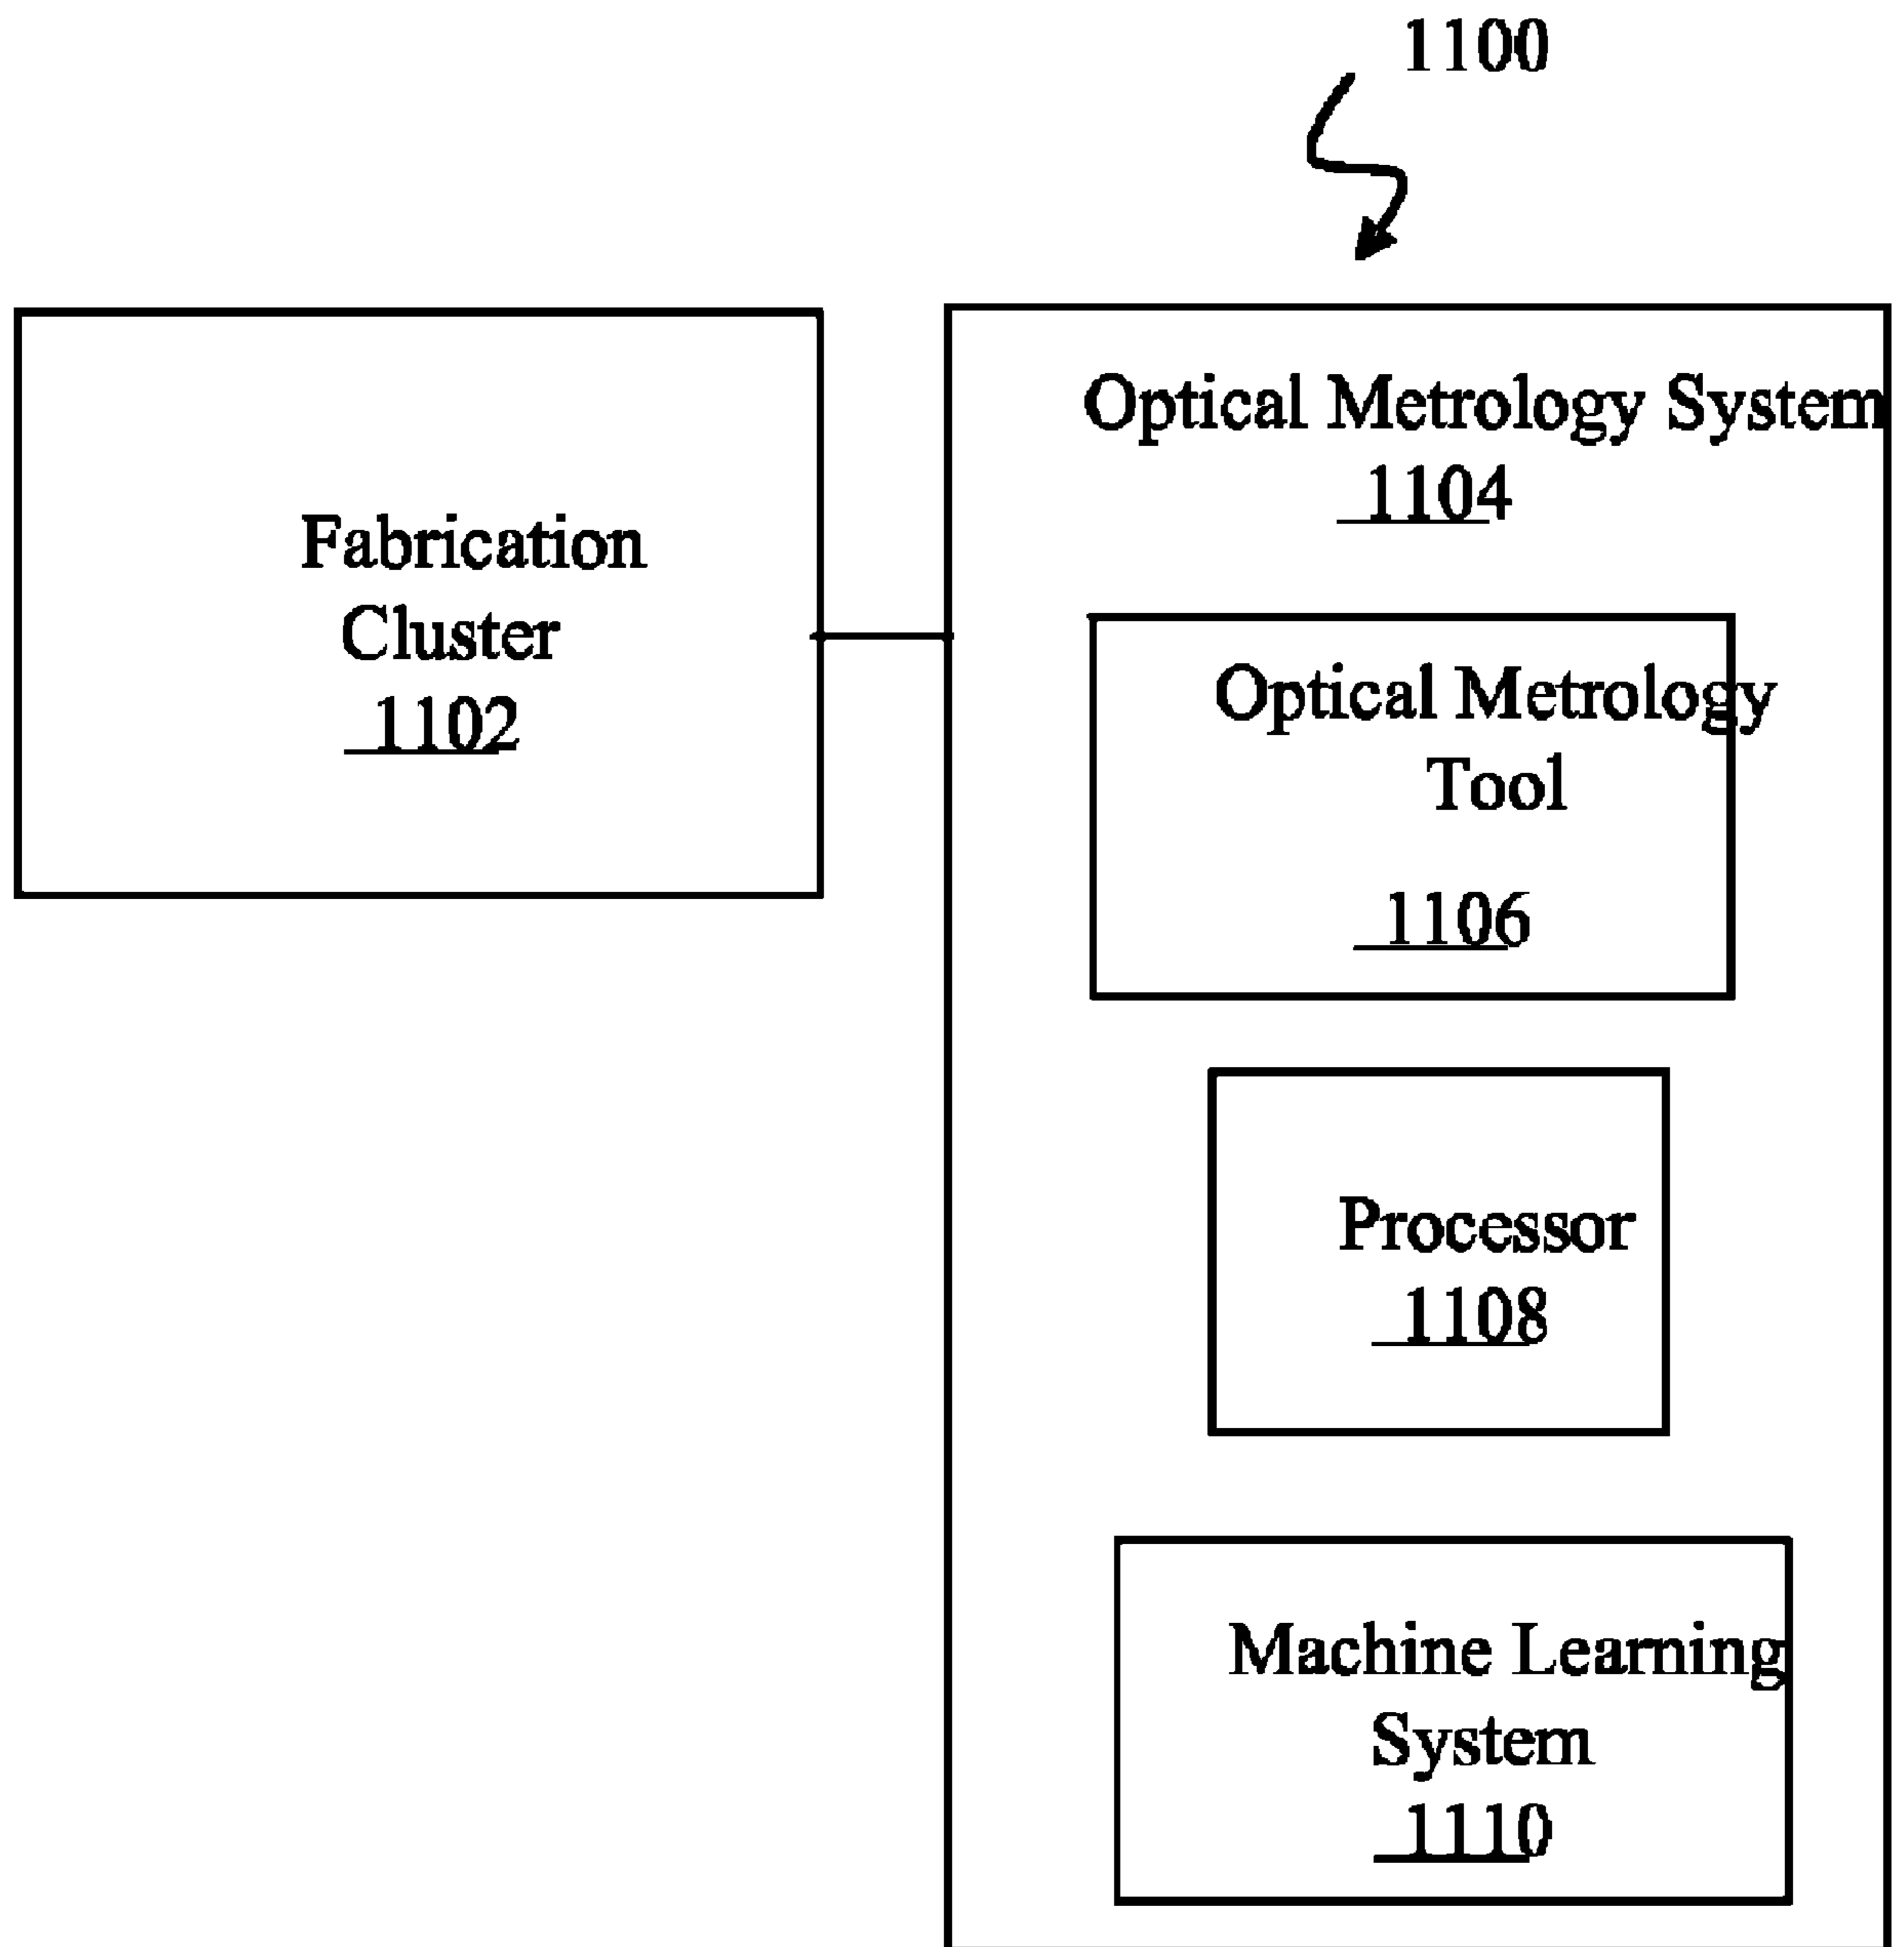 1100
Fabrication
Cluster
1102
Optical Metrology System
1104
Optical Metrology
Tool
1106
Processor
1108
Machine Learning
System
1110